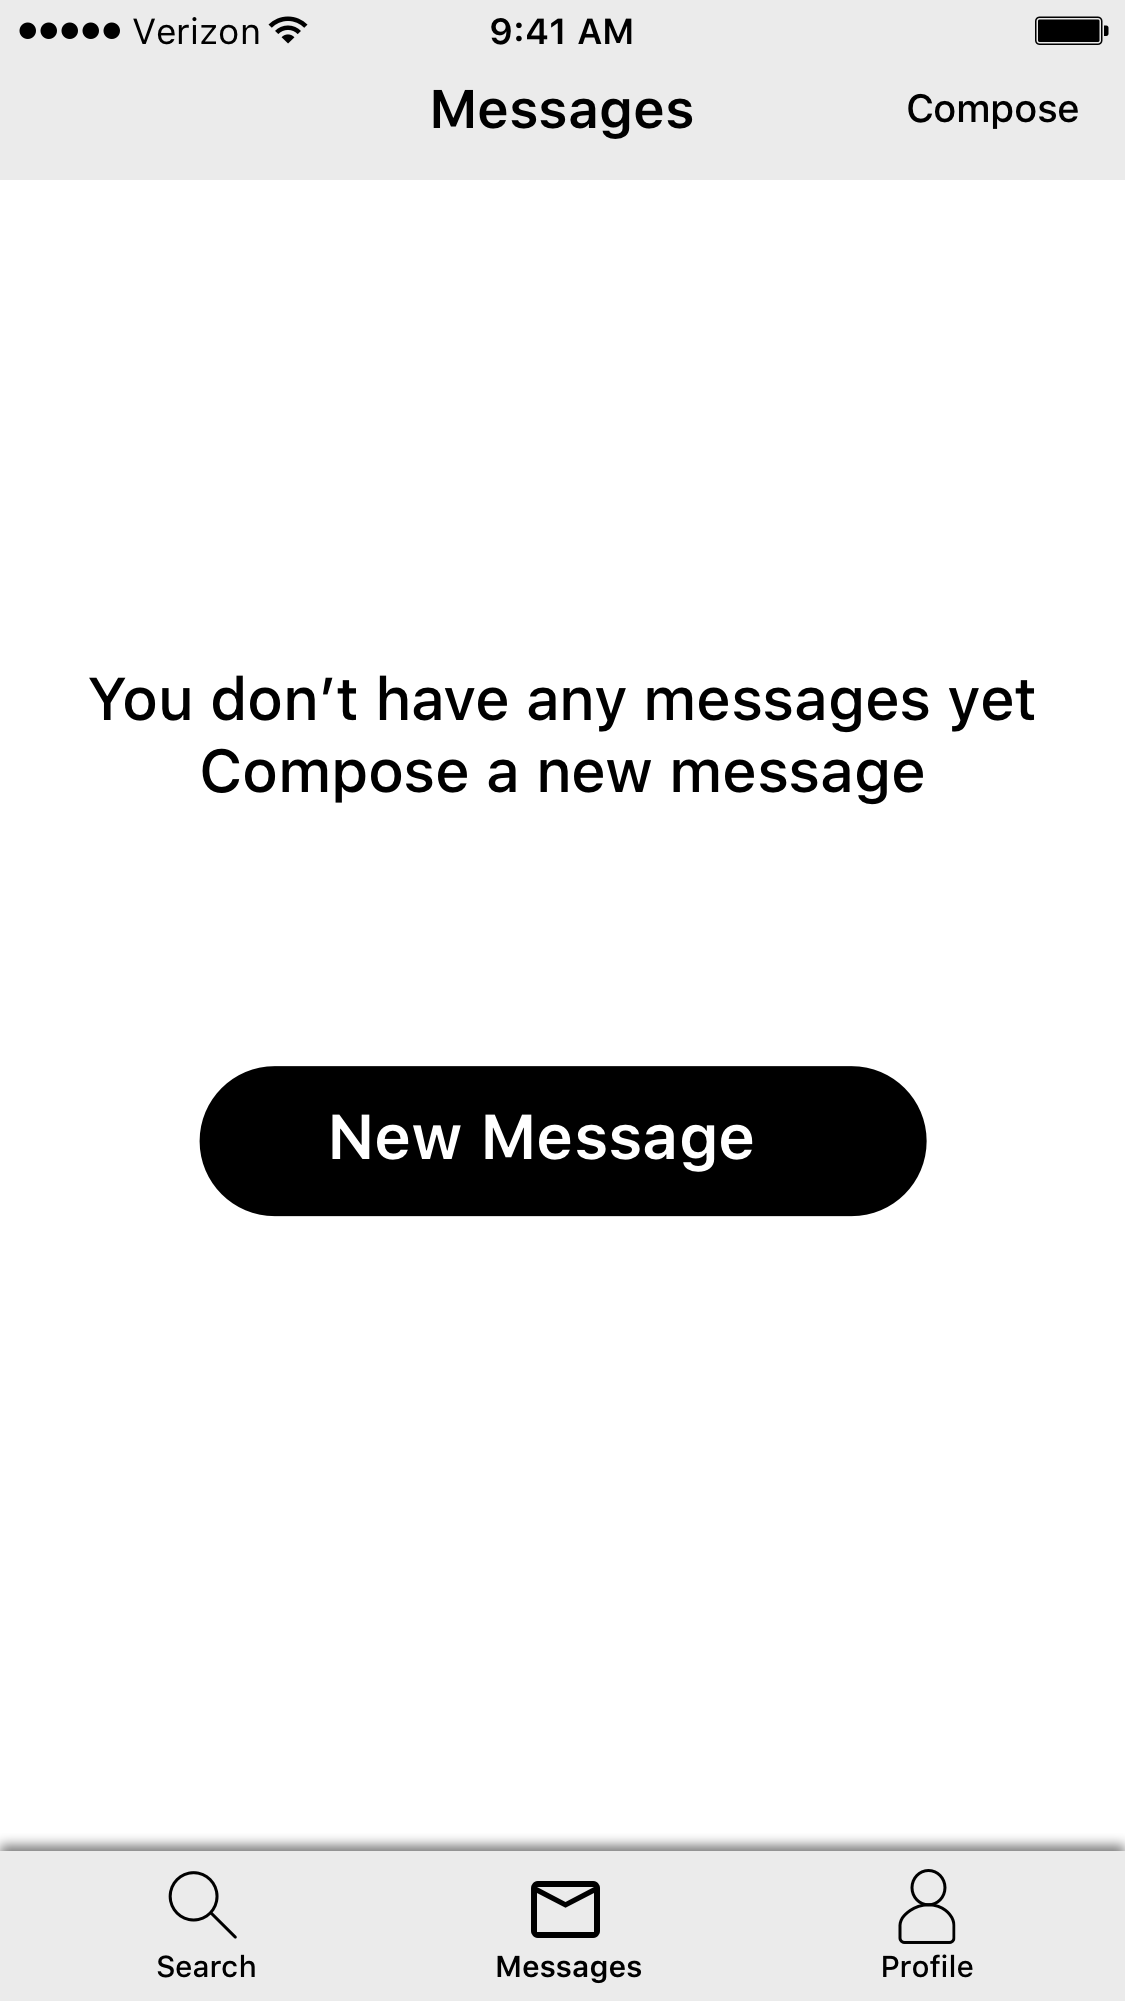 Verizon 9:41 AM
Messages Compose
You don’t have any messages yet
Compose a new message
New Message
Search Messages Profile